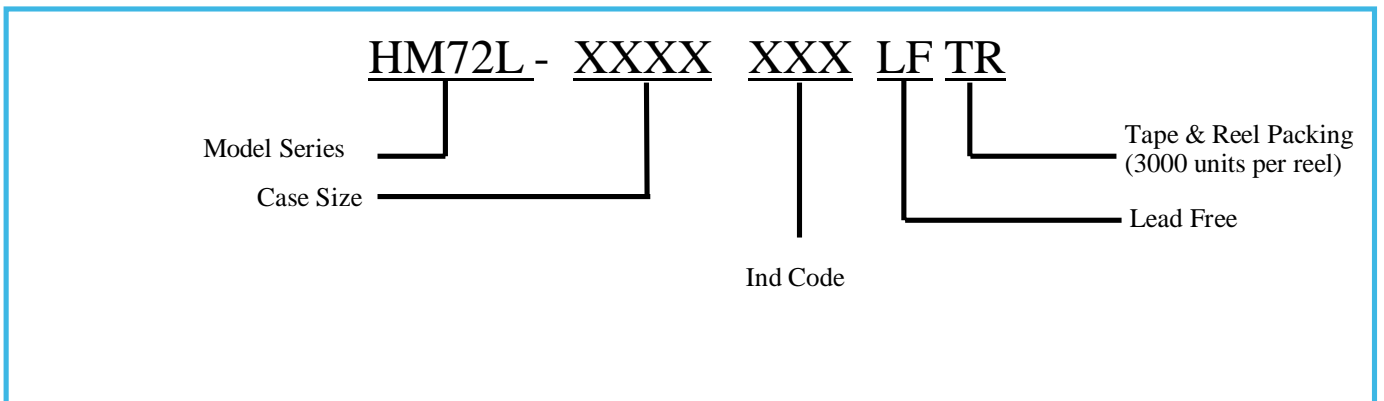 HM72L - XXXX XXX LF TR
Model Series
Case Size
Ind Code
Tape & Reel Packing
(3000 units per reel)
Lead Free